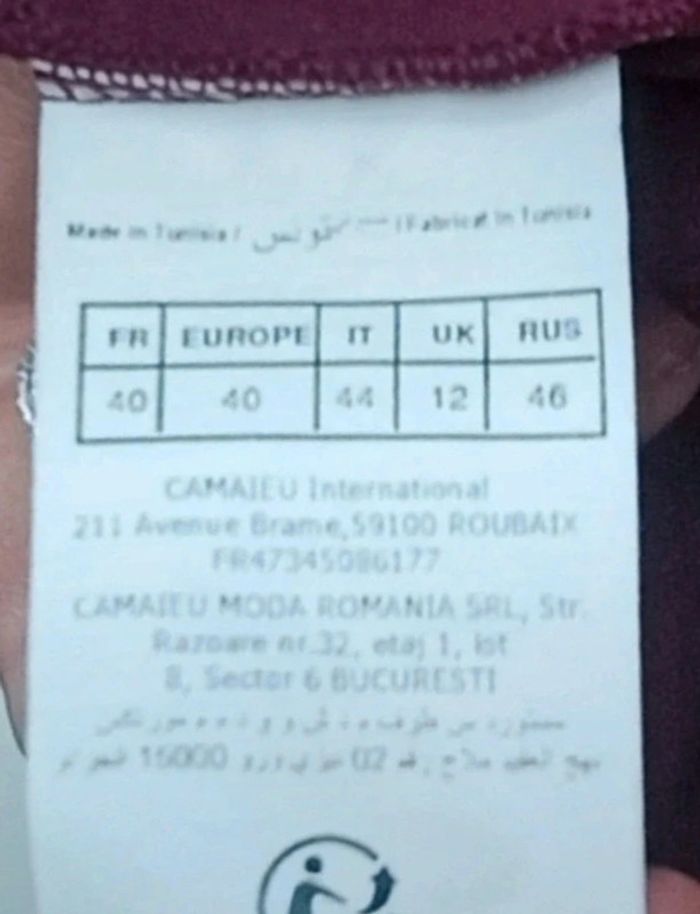 Made in Tunisia / تونس / Fabricat in Tunisia
FR EUROPE IT UK RUS
40 40 44 12 46
CAMAIEU International
211 Avenue Brame,59100 ROUBAIX
FR47345086177
CAMAIEU MODA ROMANIA SRL, Str.
Razoare nr.32, etaj 1, lot
8, Sector 6 BUCURESTI
02 16000